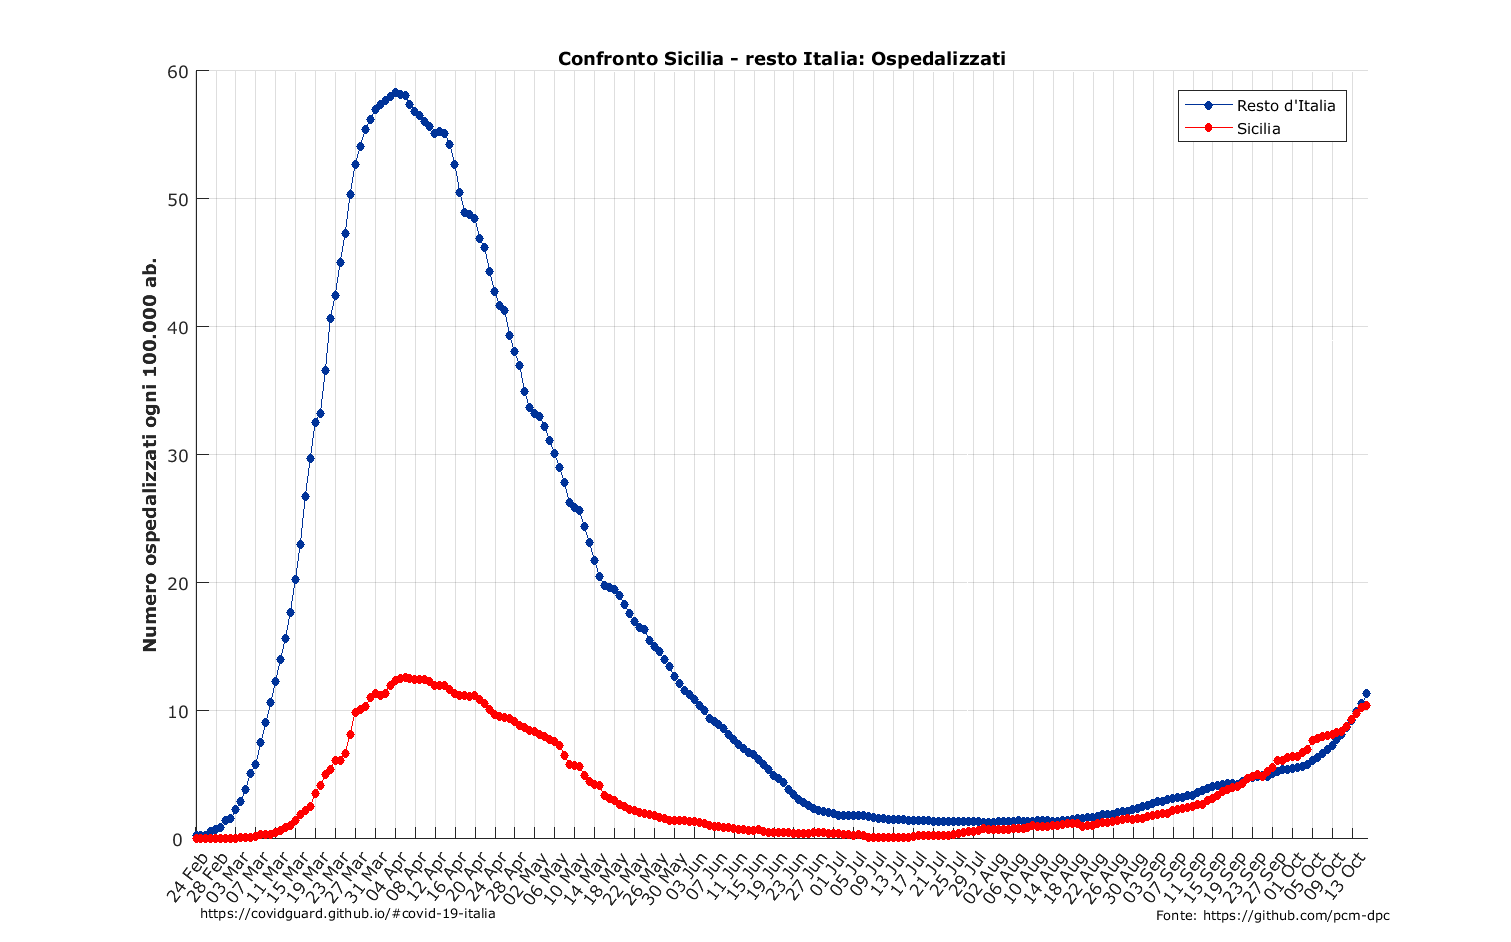 Confronto Sicilia - resto Italia: Ospedalizzati
Resto d'Italia
Sicilia
Numero ospedalizzati ogni 100.000 ab.
60
50
40
30
20
10
0
24 Feb
28 Feb
03 Mar
07 Mar
11 Mar
15 Mar
19 Mar
23 Mar
27 Mar
31 Mar
04 Apr
08 Apr
12 Apr
16 Apr
20 Apr
24 Apr
28 Apr
02 May
06 May
10 May
14 May
18 May
22 May
26 May
30 May
03 Jun
07 Jun
11 Jun
15 Jun
19 Jun
23 Jun
27 Jun
01 Jul
05 Jul
09 Jul
13 Jul
17 Jul
21 Jul
25 Jul
29 Jul
02 Aug
06 Aug
10 Aug
14 Aug
18 Aug
22 Aug
26 Aug
30 Aug
03 Sep
07 Sep
11 Sep
15 Sep
19 Sep
23 Sep
27 Sep
01 Oct
05 Oct
09 Oct
13 Oct
https://covidguard.github.io/#covid-19-italia
Fonte: https://github.com/pcm-dpc